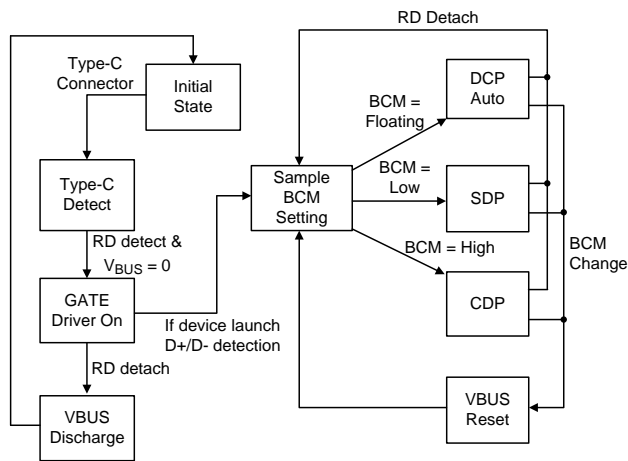 RD Detach
Type-C
Connector
Initial
State
DCP
Auto
BCM =
Floating
Type-C
Detect
Sample
BCM
Setting
BCM =
Low
SDP
RD detect &
VBUS = 0
BCM = High
BCM
Change
GATE
Driver On
If device launch
D+/D- detection
CDP
RD detach
VBUS
Discharge
VBUS
Reset